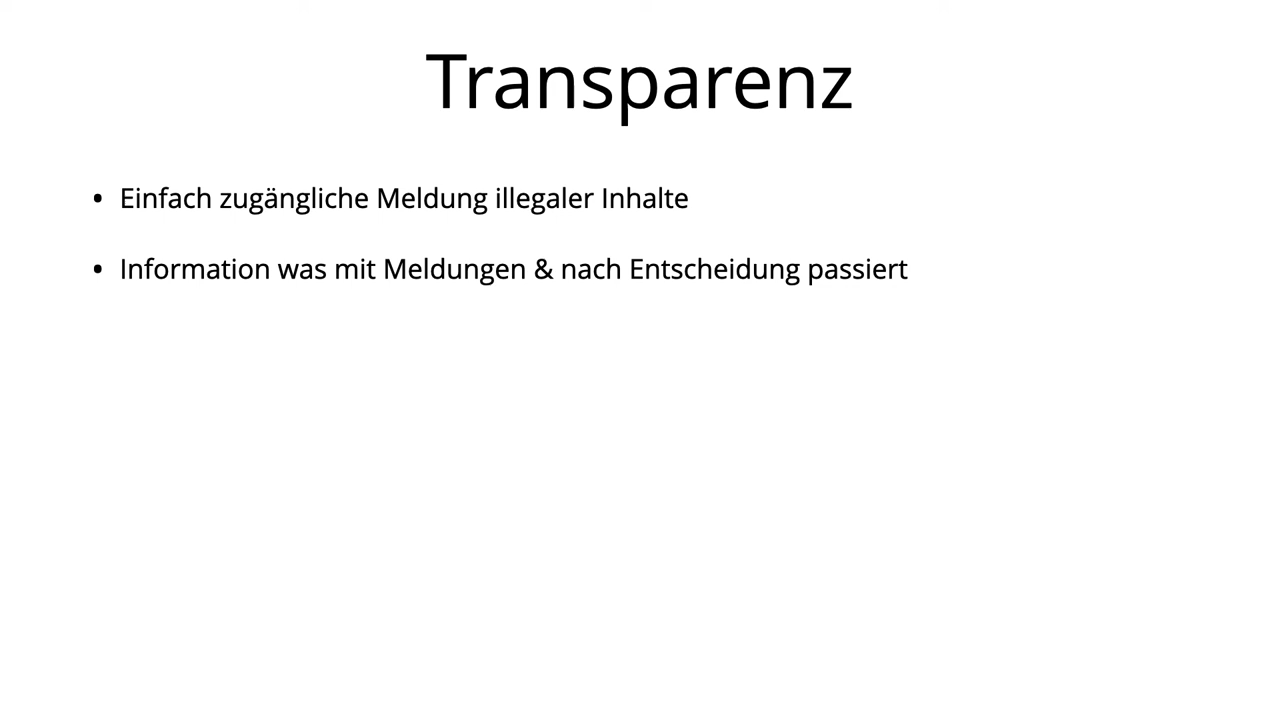 Transparenz
• Einfach zugängliche Meldung illegaler Inhalte
• Information was mit Meldungen & nach Entscheidung passiert